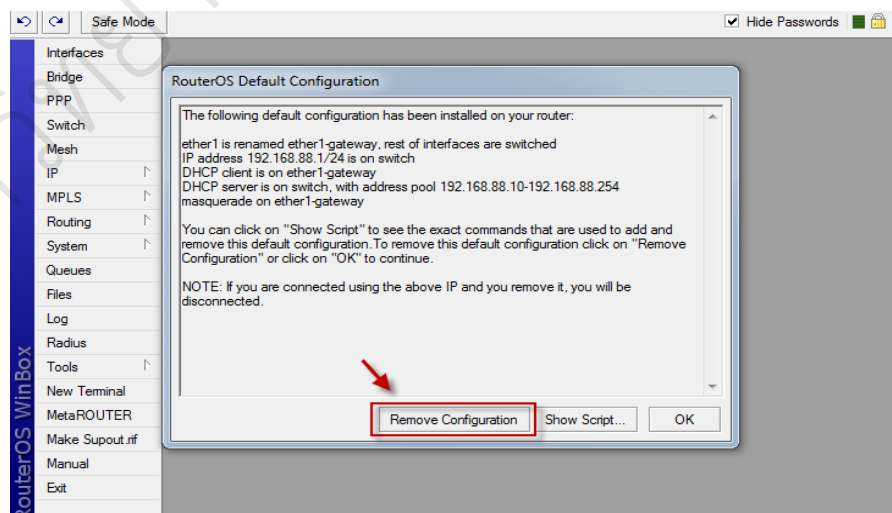 Safe Mode
Hide Passwords
Interfaces
Bridge
PPP
Switch
Mesh
IP
MPLS
Routing
System
Queues
Files
Log
Radius
Tools
New Terminal
MetaROUTER
Make Supout.rif
Manual
Exit
RouterOS WinBox
RouterOS Default Configuration
The following default configuration has been installed on your router:
ether1 is renamed ether1-gateway, rest of interfaces are switched
IP address 192.168.88.1/24 is on switch
DHCP client is on ether1-gateway
DHCP server is on switch, with address pool 192.168.88.10-192.168.88.254
masquerade on ether1-gateway
You can click on "Show Script" to see the exact commands that are used to add and
remove this default configuration.To remove this default configuration click on "Remove
Configuration" or click on "OK" to continue.
NOTE: If you are connected using the above IP and you remove it, you will be
disconnected.
Remove Configuration
Show Script...
OK